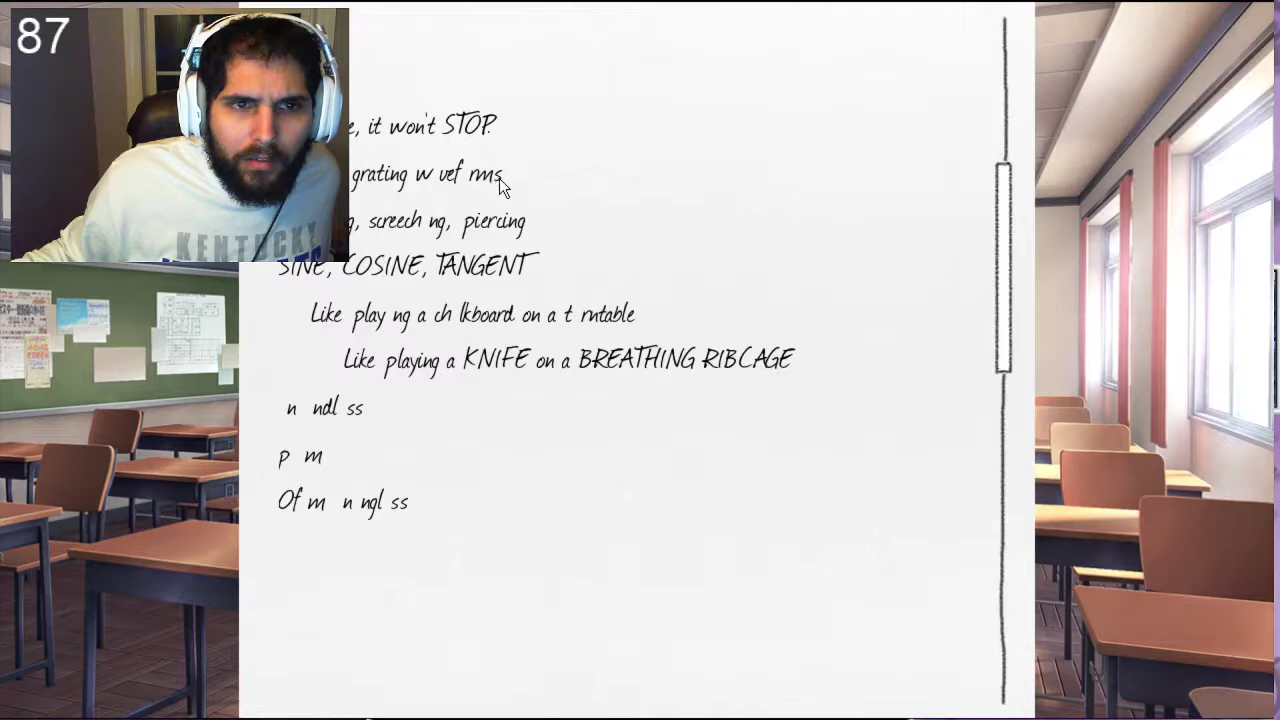 87
KENTUCKY
e, it won't STOP.
grating w vef rms
g, screech ng, piercing
SINE, COSINE, TANGENT
Like play ng a ch lkboard on a t rntable
Like playing a KNIFE on a BREATHING RIBCAGE
n ndl ss
p m
Of m n ngl ss